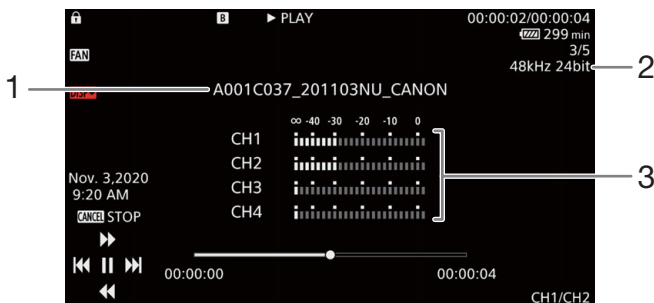 B ▶ PLAY 00:00:02/00:00:04
299 min
FAN 3/5
48kHz 24bit 2
1 A001C037_201103NU_CANON
∞ -40 -30 -20 -10 0
CH1
CH2
Nov. 3,2020 CH3 3
9:20 AM
CANCEL STOP CH4
00:00:00 00:00:04
CH1/CH2